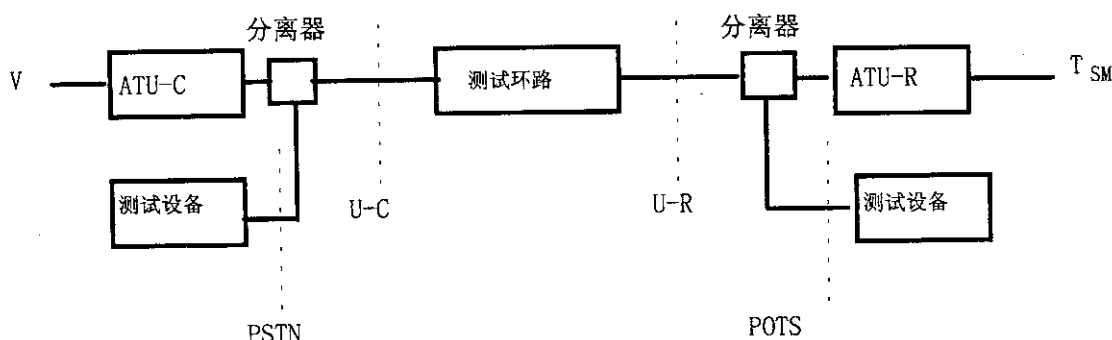 分离器
分离器
V
ATU-C
测试环路
ATU-R
T SM
测试设备
U-C
U-R
测试设备
PSTN
POTS